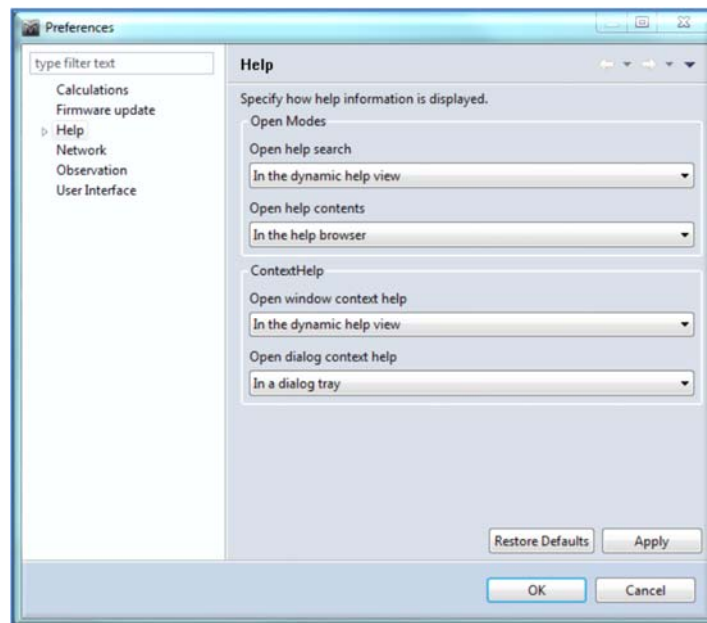 Preferences
type filter text
Calculations
Firmware update
Help
Network
Observation
User Interface
Help
Specify how help information is displayed.
Open Modes
Open help search
In the dynamic help view
Open help contents
In the help browser
ContextHelp
Open window context help
In the dynamic help view
Open dialog context help
In a dialog tray
Restore Defaults
Apply
OK
Cancel